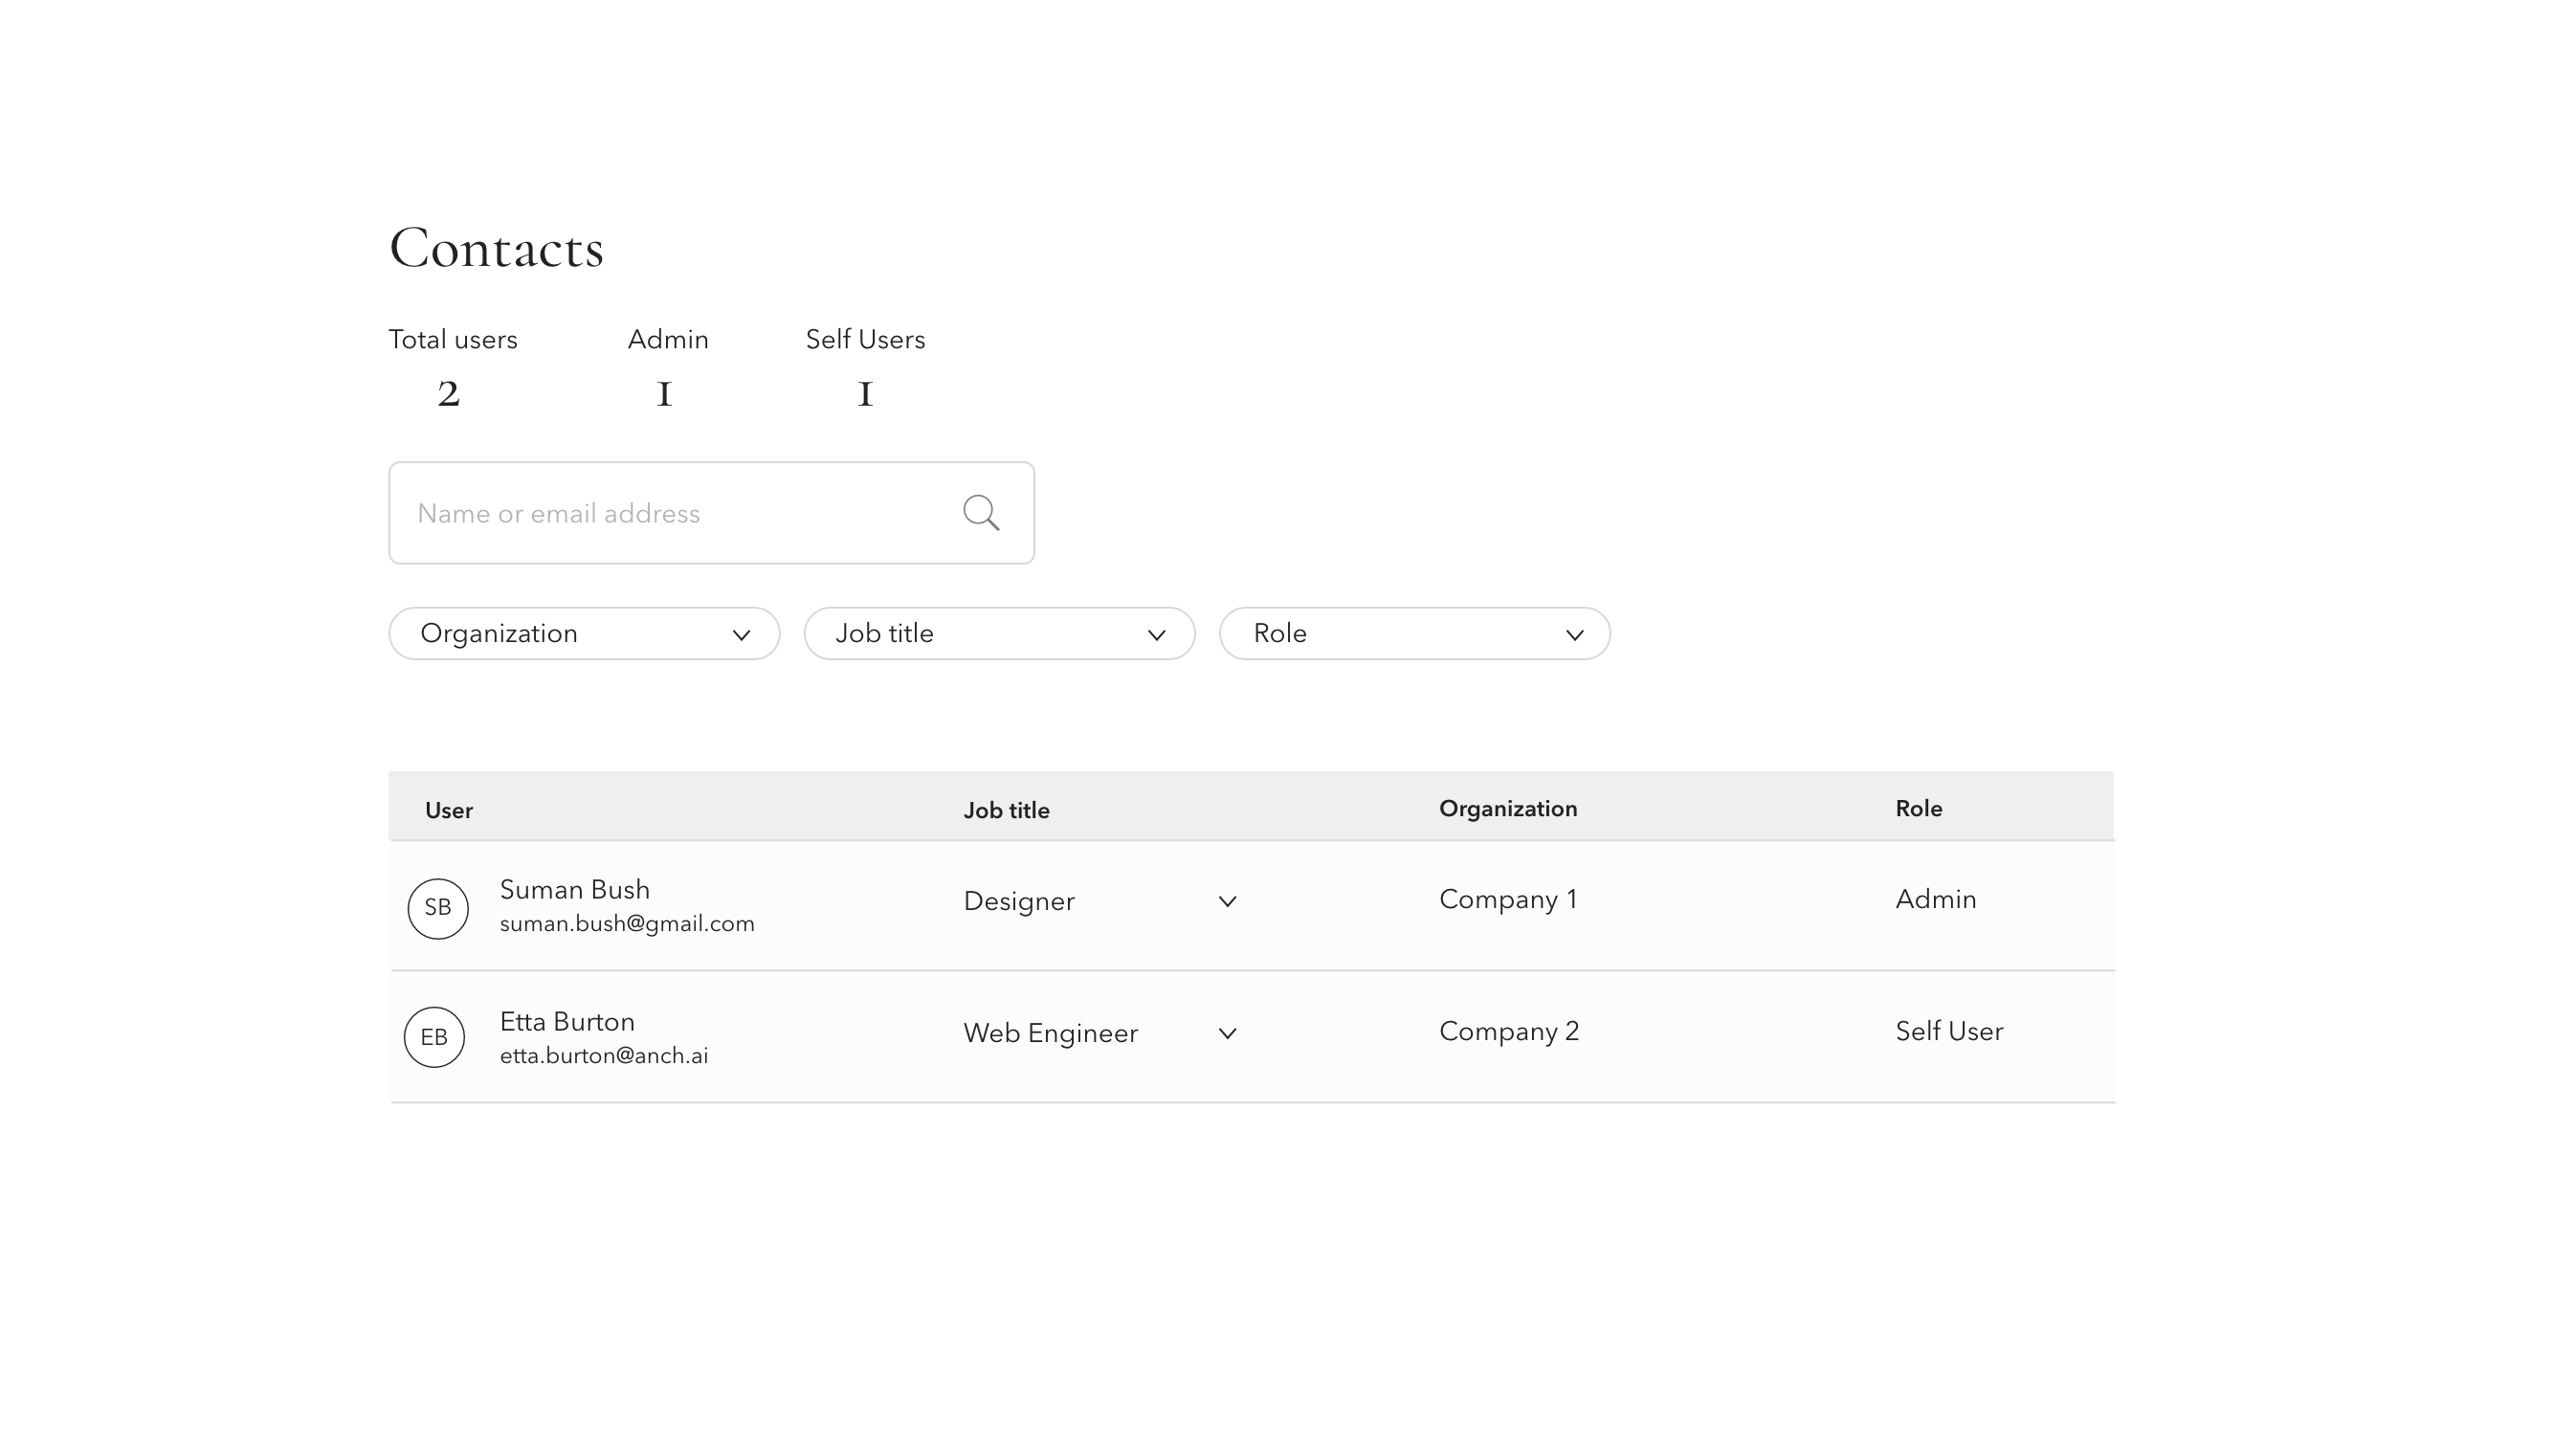 Contacts
Total users Admin Self Users
2 1 1
Name or email address
Organization Job title Role
User Job title Organization Role
SB Suman Bush Designer Company 1 Admin
suman.bush@gmail.com
EB Etta Burton Web Engineer Company 2 Self User
etta.burton@anch.ai